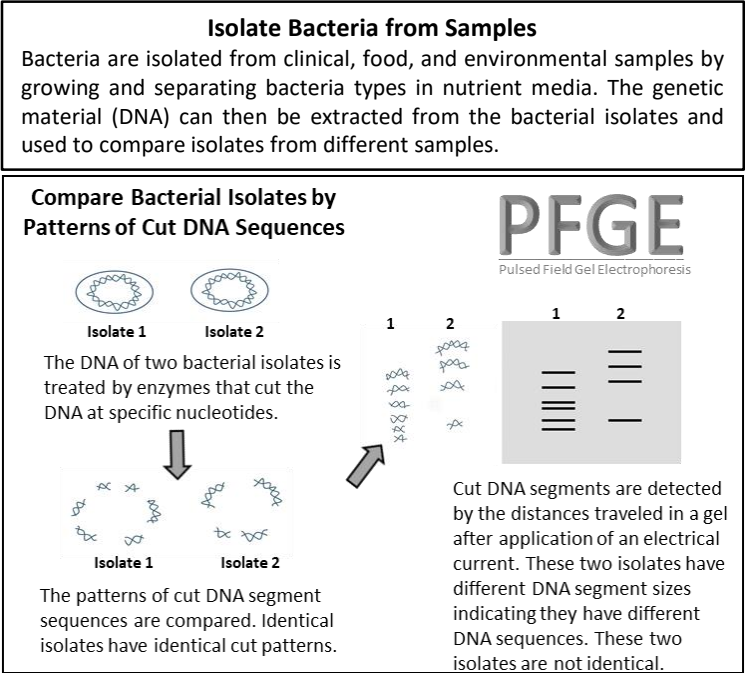 Isolate Bacteria from Samples
Bacteria are isolated from clinical, food, and environmental samples by
growing and separating bacteria types in nutrient media. The genetic
material (DNA) can then be extracted from the bacterial isolates and
used to compare isolates from different samples.
Compare Bacterial Isolates by
Patterns of Cut DNA Sequences
Isolate 1
Isolate 2
The DNA of two bacterial isolates is
treated by enzymes that cut the
DNA at specific nucleotides.
Isolate 1
Isolate 2
The patterns of cut DNA segment
sequences are compared. Identical
isolates have identical cut patterns.
PFGE
Pulsed Field Gel Electrophoresis
1
2
1
2
Cut DNA segments are detected
by the distances traveled in a gel
after application of an electrical
current. These two isolates have
different DNA segment sizes
indicating they have different
DNA sequences. These two
isolates are not identical.